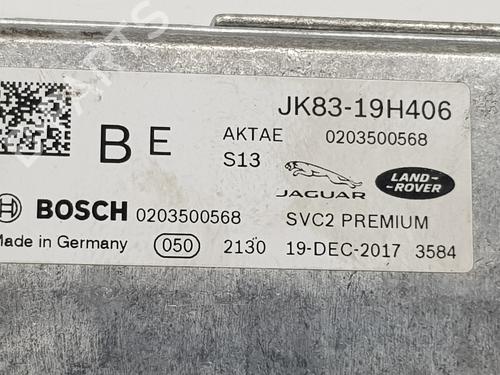 JK83-19H406
B E AKTAE 0203500568
S13
JAGUAR LAND-ROVER
BOSCH 0203500568 SVC2 PREMIUM
Made in Germany 050 2130 19-DEC-2017 3584